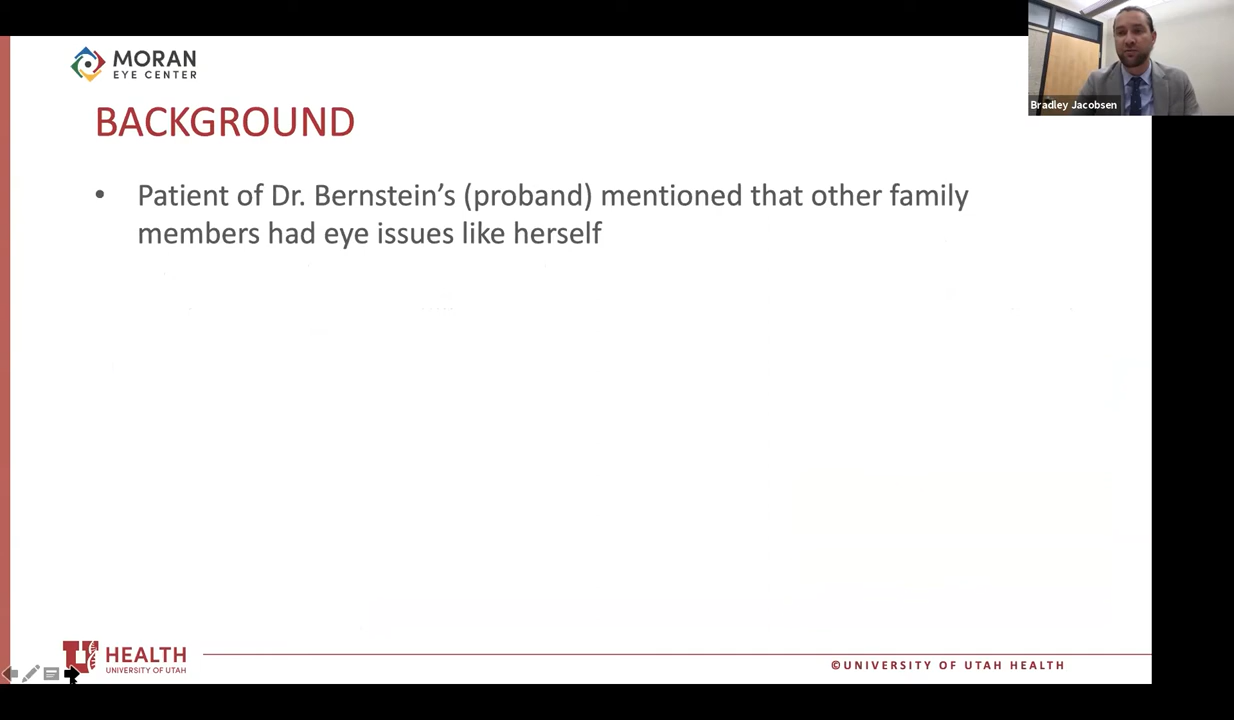 MORAN
EYE CENTER
Bradley Jacobsen
BACKGROUND
• Patient of Dr. Bernstein’s (proband) mentioned that other family
members had eye issues like herself
U HEALTH
UNIVERSITY OF UTAH
©UNIVERSITY OF UTAH HEALTH